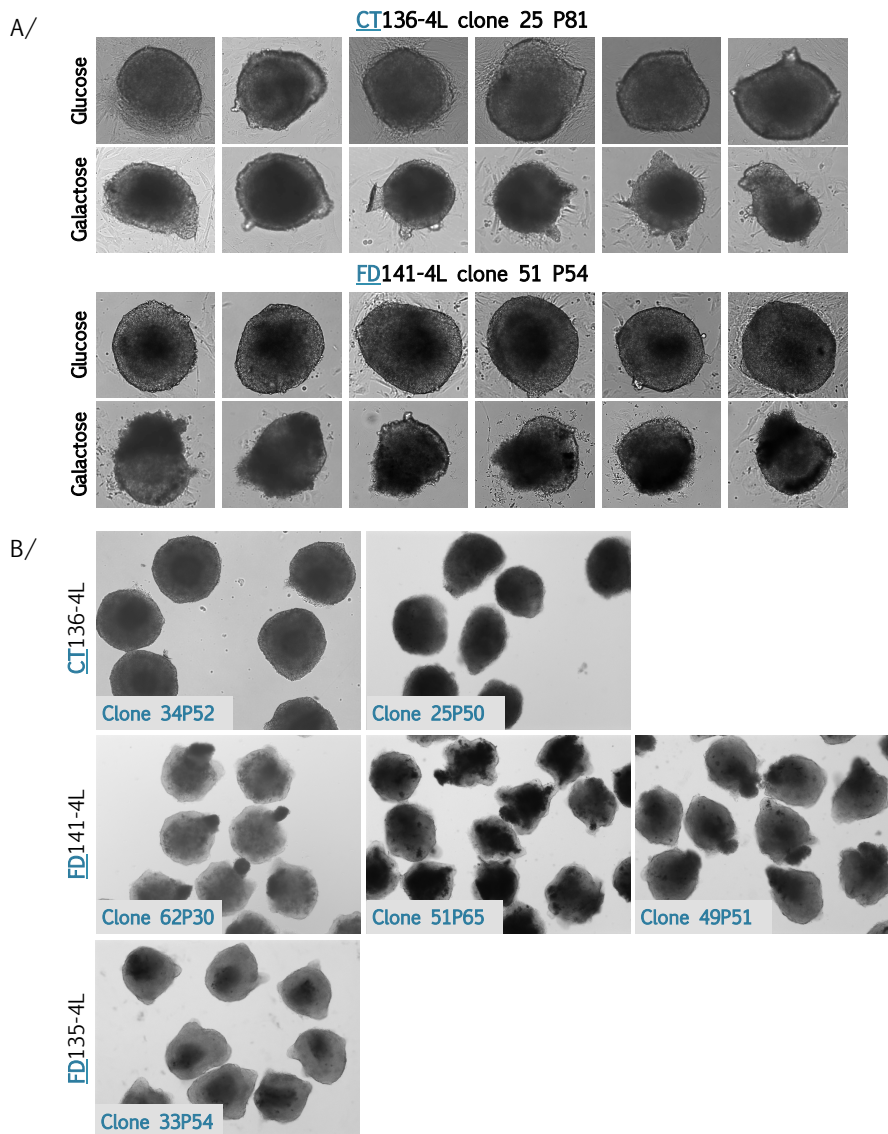 A/
CT136-4L clone 25 P81
Glucose
Galactose
FD141-4L clone 51 P54
Glucose
Galactose
B/
CT136-4L
Clone 34P52
Clone 25P50
FD141-4L
Clone 62P30
Clone 51P65
Clone 49P51
FD135-4L
Clone 33P54